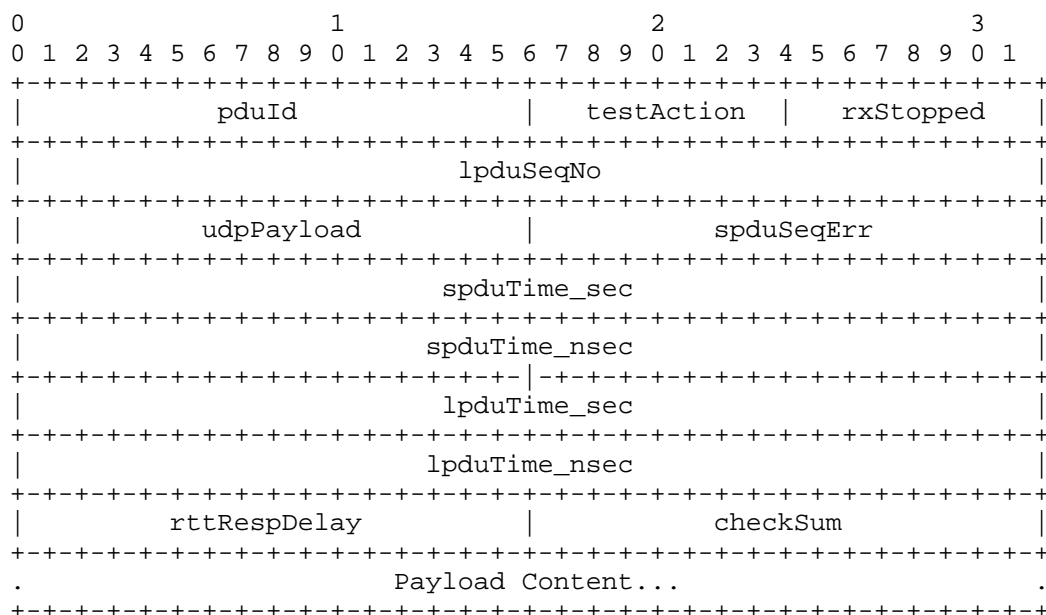 0                   1                   2                   3
0 1 2 3 4 5 6 7 8 9 0 1 2 3 4 5 6 7 8 9 0 1 2 3 4 5 6 7 8 9 0 1
+-+-+-+-+-+-+-+-+-+-+-+-+-+-+-+-+-+-+-+-+-+-+-+-+-+-+-+-+-+-+-+-+
|            pduId              |   testAction  |   rxStopped   |
+-+-+-+-+-+-+-+-+-+-+-+-+-+-+-+-+-+-+-+-+-+-+-+-+-+-+-+-+-+-+-+-+
|                           lpduSeqNo                           |
+-+-+-+-+-+-+-+-+-+-+-+-+-+-+-+-+-+-+-+-+-+-+-+-+-+-+-+-+-+-+-+-+
|           udpPayload          |           spduSeqErr          |
+-+-+-+-+-+-+-+-+-+-+-+-+-+-+-+-+-+-+-+-+-+-+-+-+-+-+-+-+-+-+-+-+
|                          spduTime_sec                         |
+-+-+-+-+-+-+-+-+-+-+-+-+-+-+-+-+-+-+-+-+-+-+-+-+-+-+-+-+-+-+-+-+
|                         spduTime_nsec                         |
+-+-+-+-+-+-+-+-+-+-+-+-+-+-+-+-|-+-+-+-+-+-+-+-+-+-+-+-+-+-+-+-+
|                          lpduTime_sec                         |
+-+-+-+-+-+-+-+-+-+-+-+-+-+-+-+-+-+-+-+-+-+-+-+-+-+-+-+-+-+-+-+-+
|                         lpduTime_nsec                         |
+-+-+-+-+-+-+-+-+-+-+-+-+-+-+-+-+-+-+-+-+-+-+-+-+-+-+-+-+-+-+-+-+
|         rttRespDelay          |           checkSum            |
+-+-+-+-+-+-+-+-+-+-+-+-+-+-+-+-+-+-+-+-+-+-+-+-+-+-+-+-+-+-+-+-+
.                       Payload Content...                      .
+-+-+-+-+-+-+-+-+-+-+-+-+-+-+-+-+-+-+-+-+-+-+-+-+-+-+-+-+-+-+-+-+